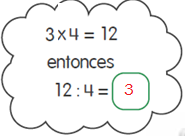 3 x 4 = 12
entonces
12 : 4 = 3